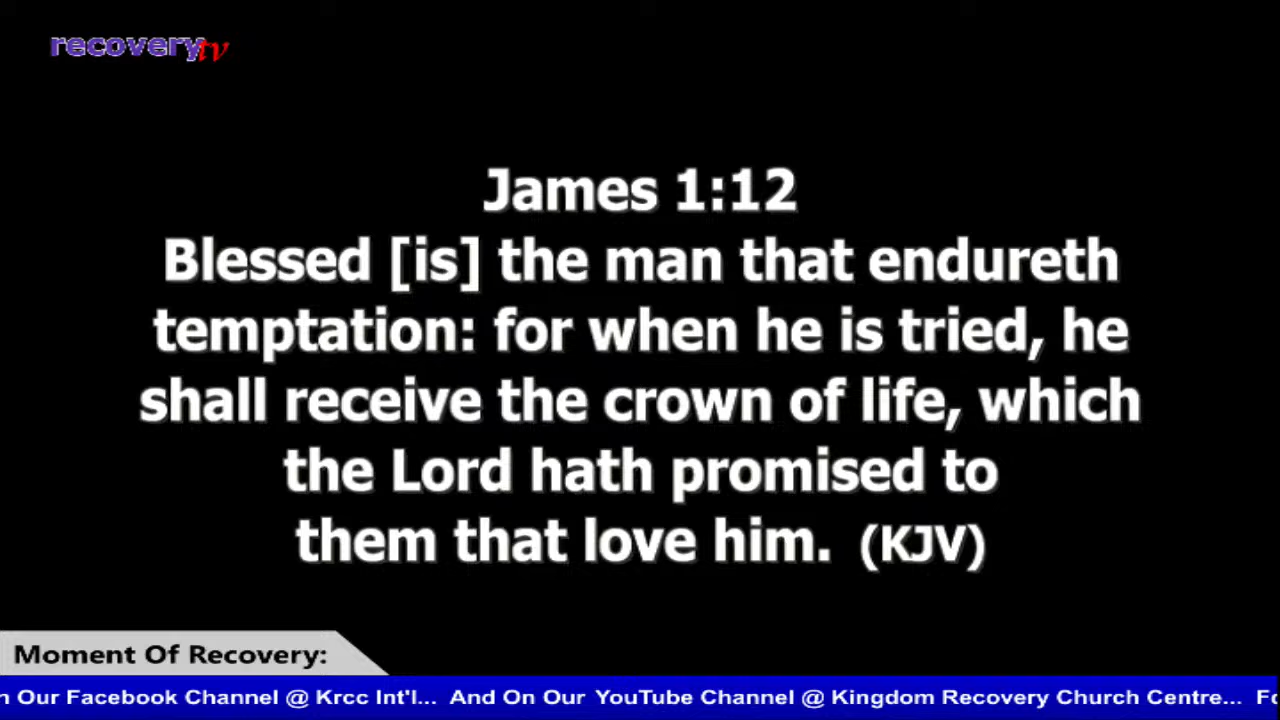 recoverytv
James 1:12
Blessed [is] the man that endureth
temptation: for when he is tried, he
shall receive the crown of life, which
the Lord hath promised to
them that love him. (KJV)
Moment Of Recovery:
Our Facebook Channel @ Krcc Int'l... And On Our YouTube Channel @ Kingdom Recovery Church Centre...